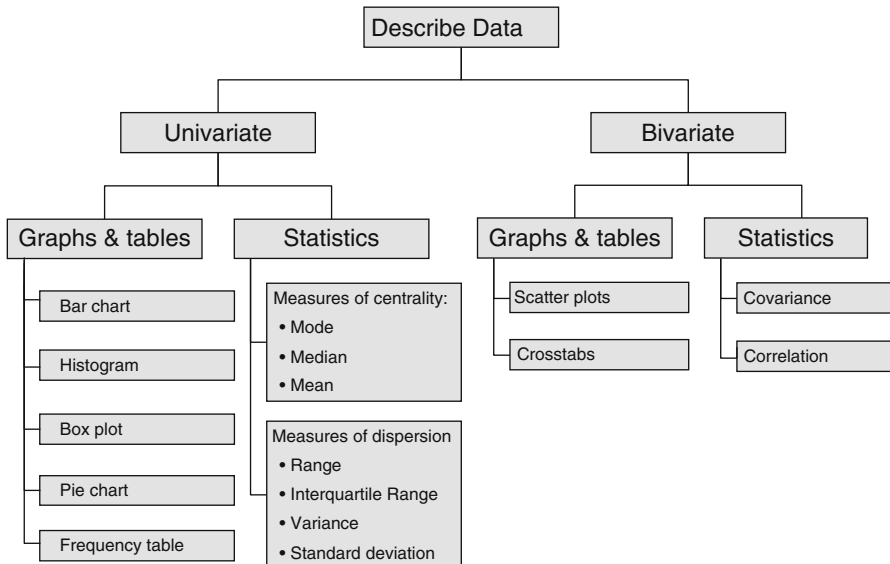 Describe Data
Univariate
Bivariate
Graphs & tables
Statistics
Graphs & tables
Statistics
Bar chart
Histogram
Box plot
Pie chart
Frequency table
Measures of centrality:
• Mode
• Median
• Mean
Measures of dispersion
• Range
• Interquartile Range
• Variance
• Standard deviation
Scatter plots
Crosstabs
Covariance
Correlation